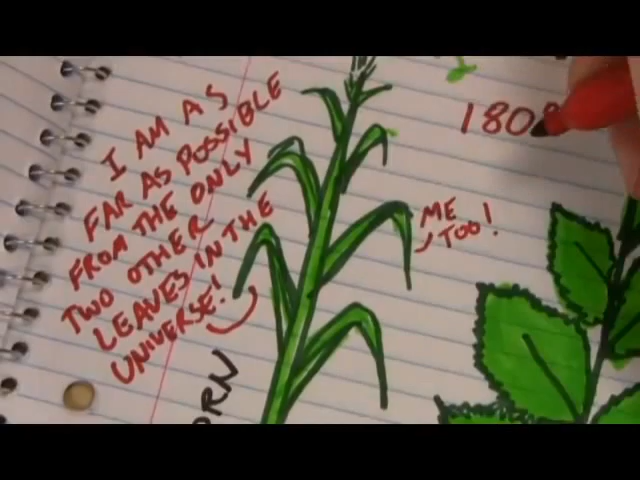 I AM AS
FAR AS POSSIBLE
FROM THE ONLY
TWO OTHER
LEAVES IN THE
UNIVERSE!
ME
TOO!
180